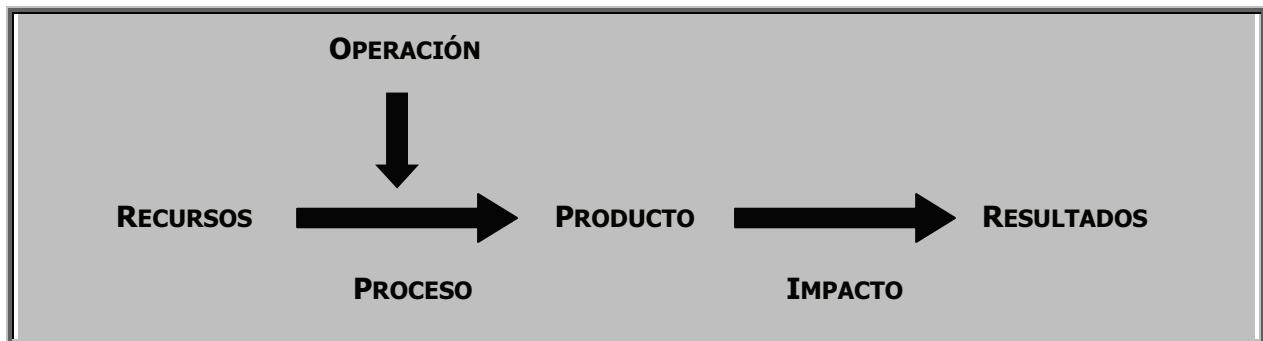 OPERACIÓN
RECURSOS PRODUCTO RESULTADOS
PROCESO IMPACTO